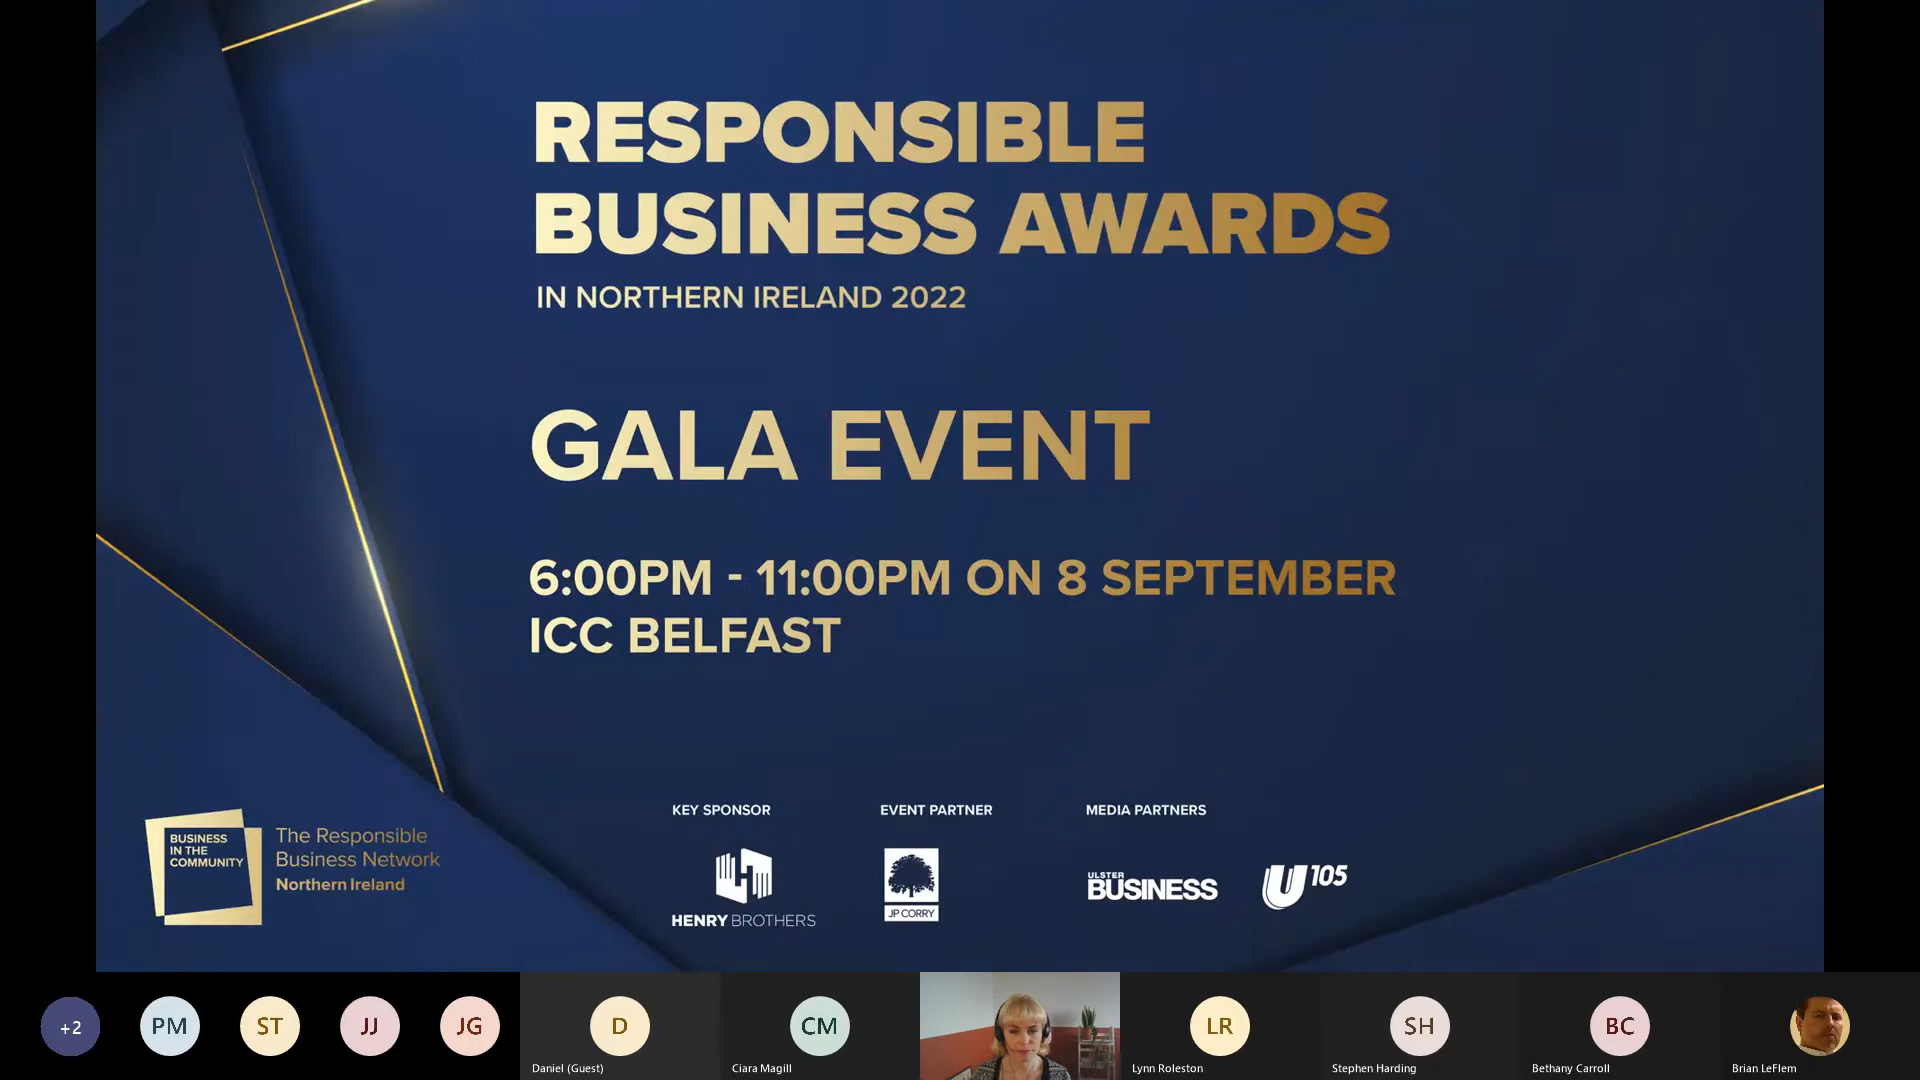 RESPONSIBLE
BUSINESS AWARDS
IN NORTHERN IRELAND 2022
GALA EVENT
6:00PM - 11:00PM ON 8 SEPTEMBER
ICC BELFAST
BUSINESS
IN THE
COMMUNITY
The Responsible
Business Network
Northern Ireland
KEY SPONSOR
HENRY BROTHERS
EVENT PARTNER
JP CORRY
MEDIA PARTNERS
ULSTER
BUSINESS
U105
+2
PM
ST
JJ
JG
D
Daniel (Guest)
CM
Ciara Magill
LR
Lynn Roleston
SH
Stephen Harding
BC
Bethany Carroll
Brian LeFlem